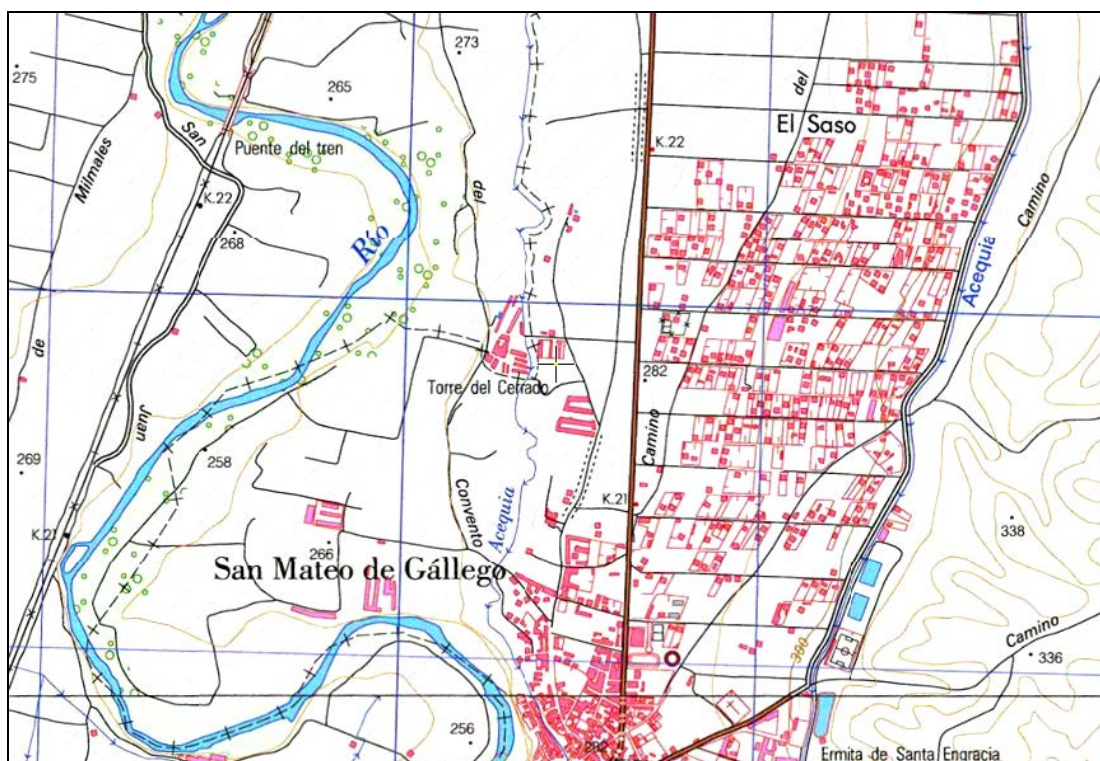 273
275
265
del
El Saso
San
Puente del tren
K.22
Milmales
K.22
del
Camino
268
Río
Acequia
de
Torre del Cerrado
282
Juan
Camino
258
269
Convento
K.21
Acequia
K.21
266
338
San Mateo de Gállego
Camino
300
336
256
282
Ermita de Santa Engracia